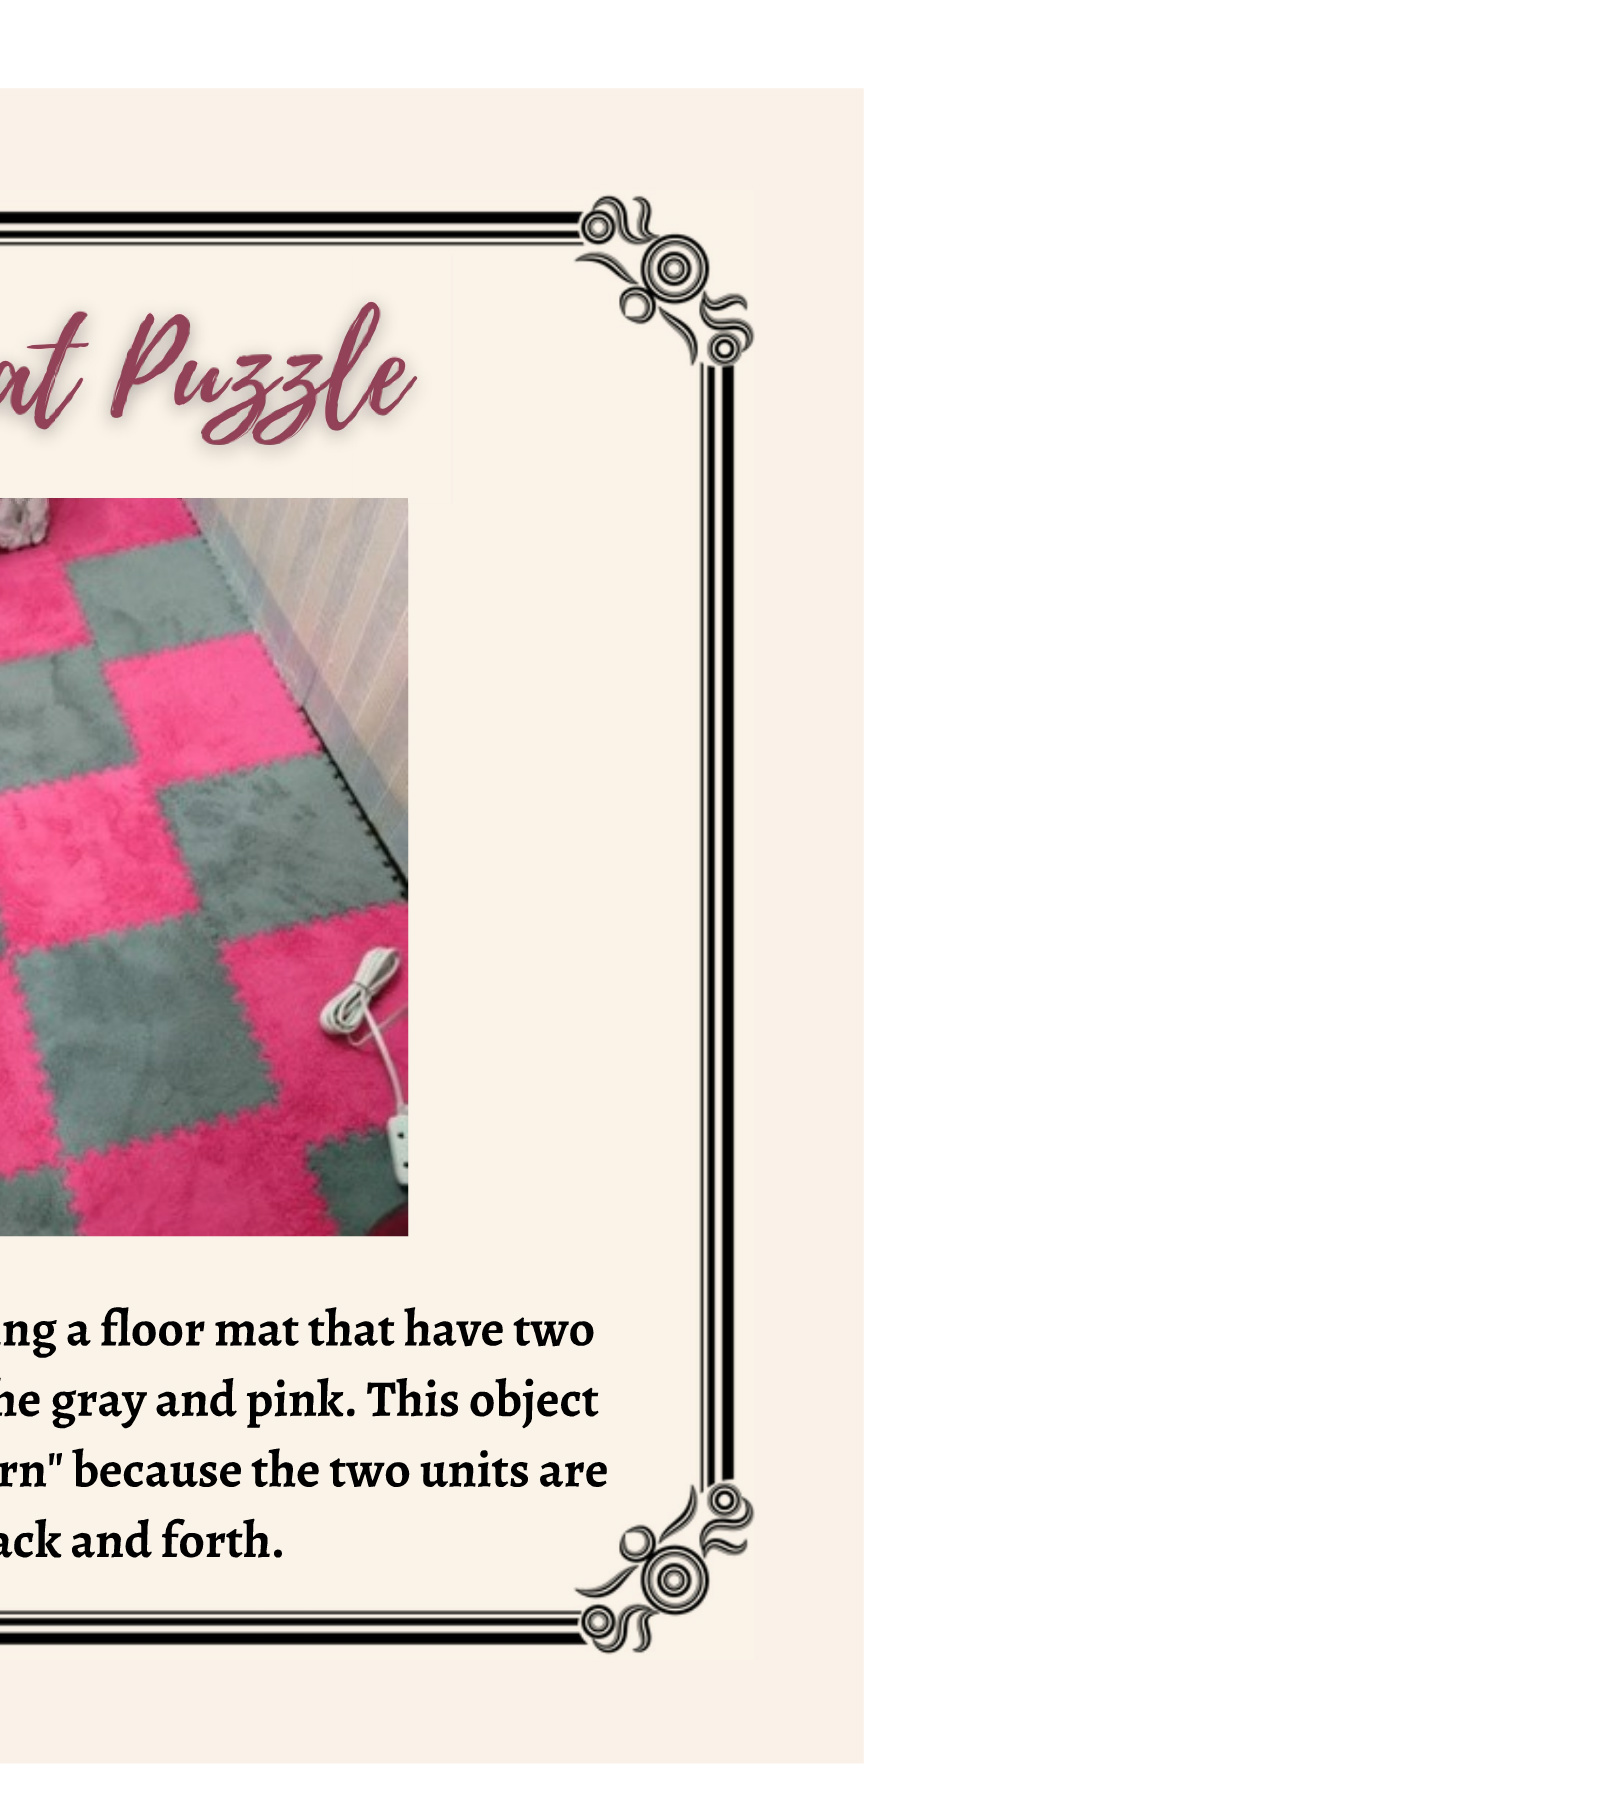 at Puzzle
ng a floor mat that have two
he gray and pink. This object
rn" because the two units are
ack and forth.